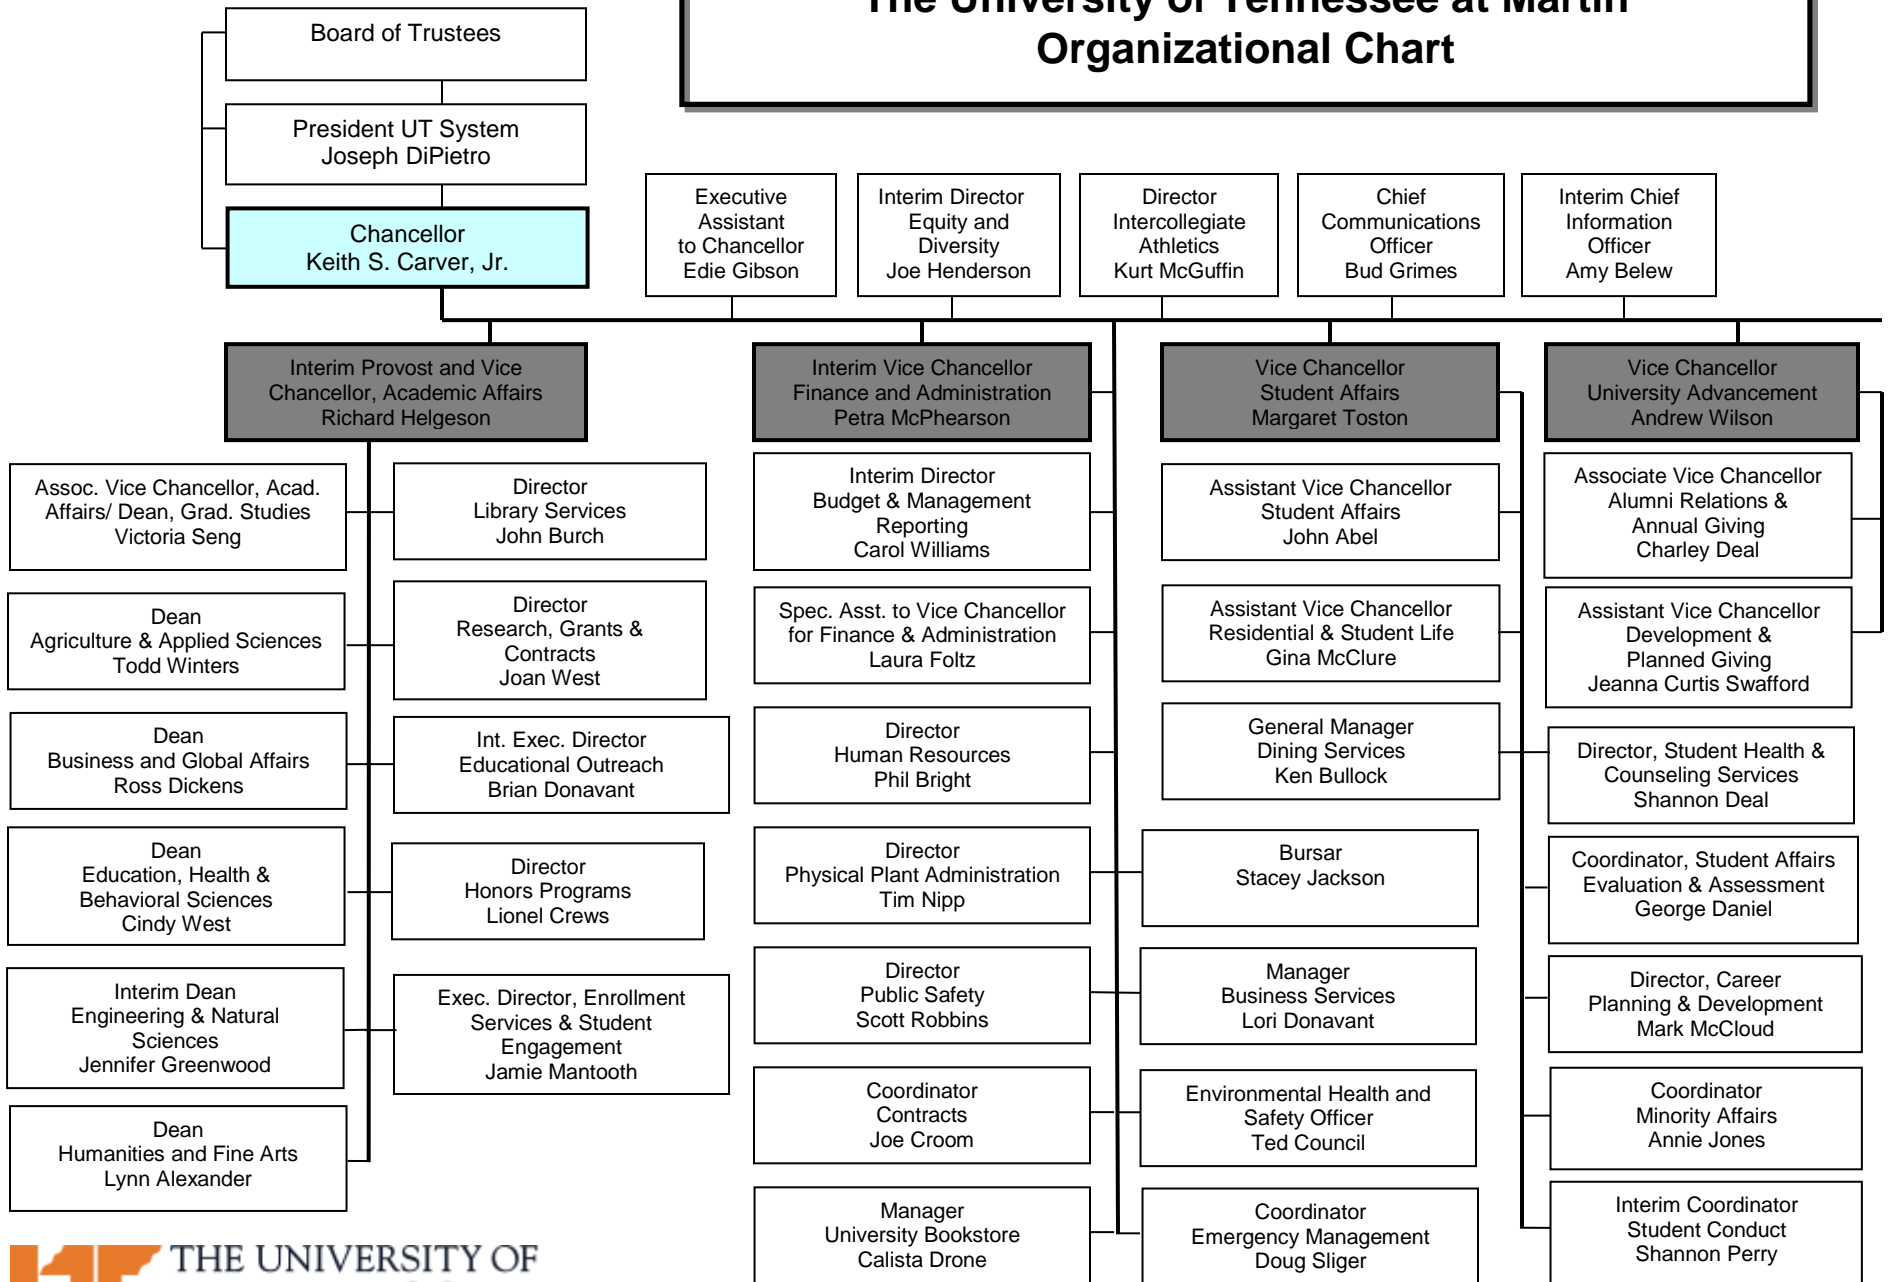 The University of Tennessee at Martin
Organizational Chart
Board of Trustees
President UT System
Joseph DiPietro
Chancellor
Keith S. Carver, Jr.
Executive
Assistant
to Chancellor
Edie Gibson
Interim Director
Equity and
Diversity
Joe Henderson
Director
Intercollegiate
Athletics
Kurt McGuffin
Chief
Communications
Officer
Bud Grimes
Interim Chief
Information
Officer
Amy Belew
Interim Provost and Vice
Chancellor, Academic Affairs
Richard Helgeson
Interim Vice Chancellor
Finance and Administration
Petra McPhearson
Vice Chancellor
Student Affairs
Margaret Toston
Vice Chancellor
University Advancement
Andrew Wilson
Assoc. Vice Chancellor, Acad.
Affairs/ Dean, Grad. Studies
Victoria Seng
Director
Library Services
John Burch
Interim Director
Budget & Management
Reporting
Carol Williams
Assistant Vice Chancellor
Student Affairs
John Abel
Associate Vice Chancellor
Alumni Relations &
Annual Giving
Charley Deal
Dean
Agriculture & Applied Sciences
Todd Winters
Director
Research, Grants &
Contracts
Joan West
Spec. Asst. to Vice Chancellor
for Finance & Administration
Laura Foltz
Assistant Vice Chancellor
Residential & Student Life
Gina McClure
Assistant Vice Chancellor
Development &
Planned Giving
Jeanna Curtis Swafford
Dean
Business and Global Affairs
Ross Dickens
Int. Exec. Director
Educational Outreach
Brian Donavant
Director
Human Resources
Phil Bright
General Manager
Dining Services
Ken Bullock
Director, Student Health &
Counseling Services
Shannon Deal
Dean
Education, Health &
Behavioral Sciences
Cindy West
Director
Honors Programs
Lionel Crews
Director
Physical Plant Administration
Tim Nipp
Bursar
Stacey Jackson
Coordinator, Student Affairs
Evaluation & Assessment
George Daniel
Interim Dean
Engineering & Natural
Sciences
Jennifer Greenwood
Exec. Director, Enrollment
Services & Student
Engagement
Jamie Mantooth
Director
Public Safety
Scott Robbins
Manager
Business Services
Lori Donavant
Director, Career
Planning & Development
Mark McCloud
Dean
Humanities and Fine Arts
Lynn Alexander
Coordinator
Contracts
Joe Croom
Environmental Health and
Safety Officer
Ted Council
Coordinator
Minority Affairs
Annie Jones
Manager
University Bookstore
Calista Drone
Coordinator
Emergency Management
Doug Sliger
Interim Coordinator
Student Conduct
Shannon Perry
THE UNIVERSITY OF